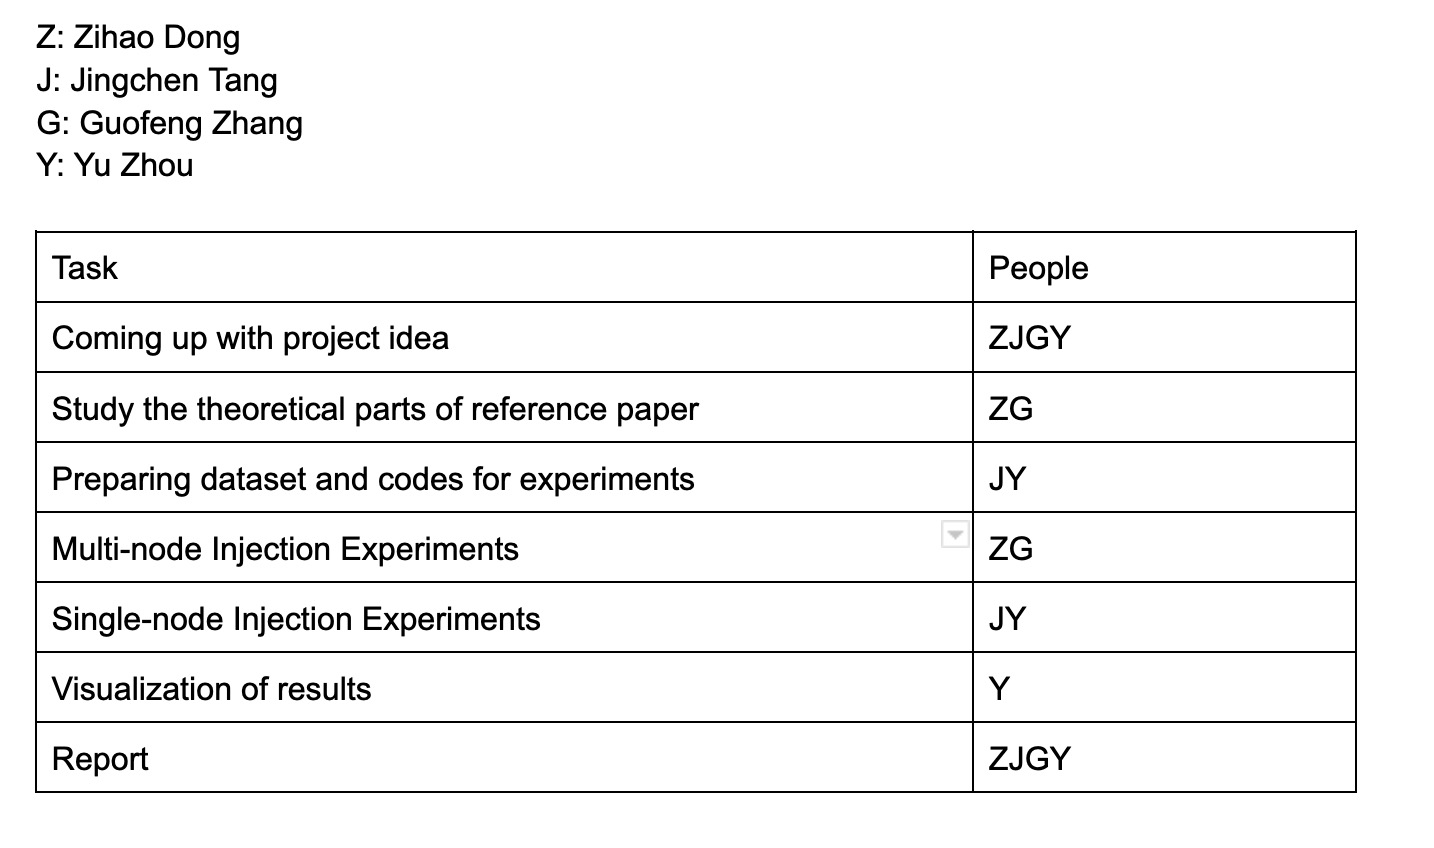 Z: Zihao Dong
J: Jingchen Tang
G: Guofeng Zhang
Y: Yu Zhou
Task People
Coming up with project idea ZJGY
Study the theoretical parts of reference paper ZG
Preparing dataset and codes for experiments JY
Multi-node Injection Experiments ZG
Single-node Injection Experiments JY
Visualization of results Y
Report ZJGY